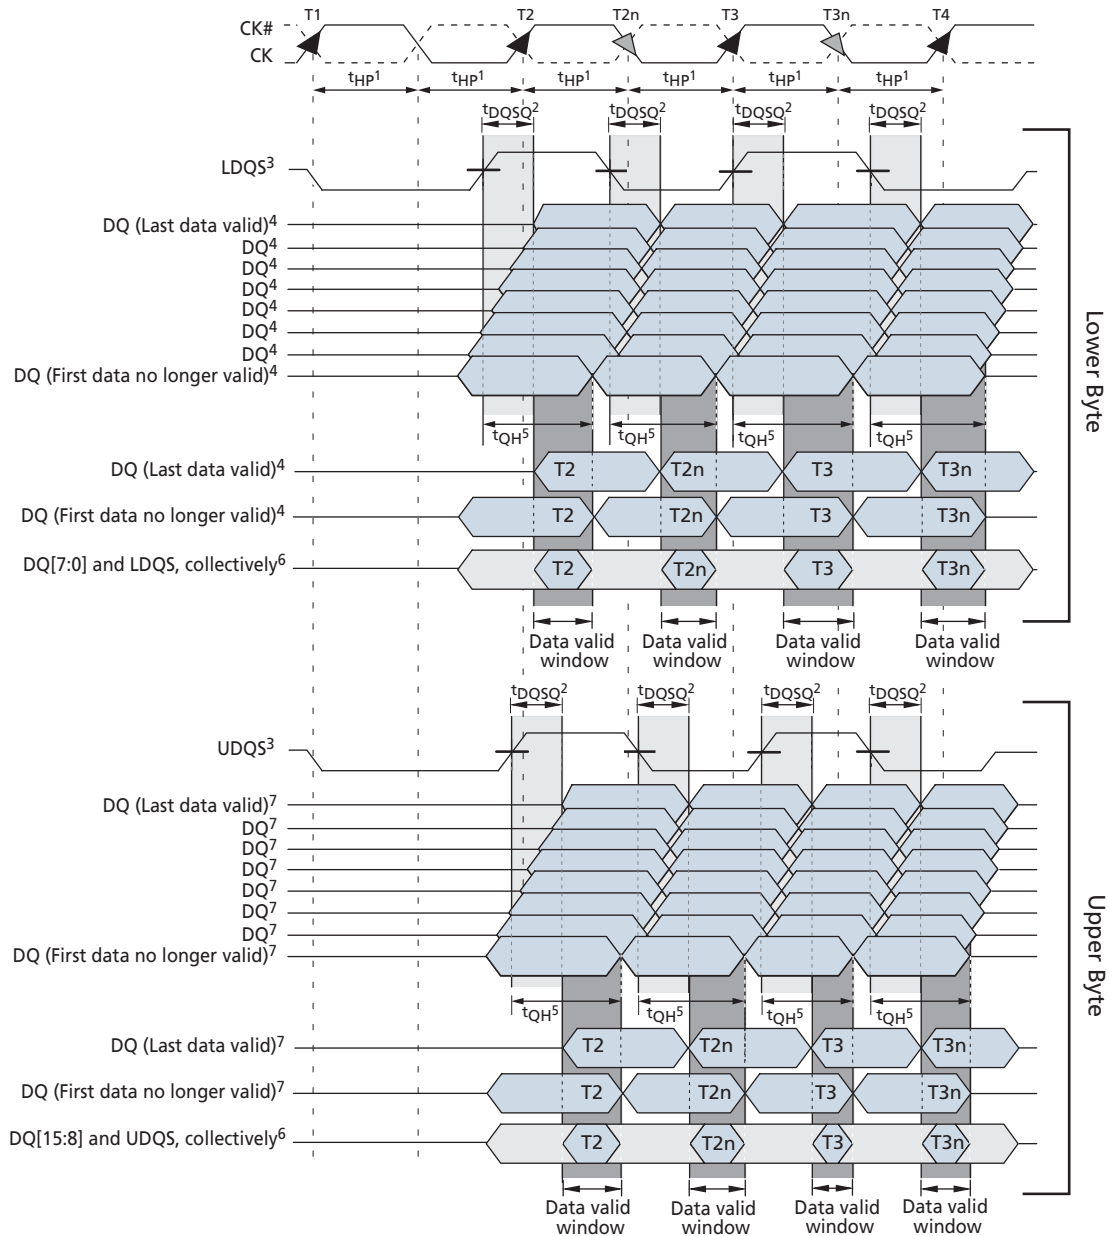 CK#
CK
T1 T2 T2n T3 T3n T4
tHP1 tHP1 tHP1 tHP1 tHP1 tHP1
tDQSQ2 tDQSQ2 tDQSQ2 tDQSQ2
LDQS3
DQ (Last data valid)4
DQ4
DQ4
DQ4
DQ4
DQ4
DQ4
DQ (First data no longer valid)4
tQH5 tQH5 tQH5 tQH5
DQ (Last data valid)4 T2 T2n T3 T3n
DQ (First data no longer valid)4 T2 T2n T3 T3n
DQ[7:0] and LDQS, collectively6 T2 T2n T3 T3n
Data valid window
Data valid window
Data valid window
Data valid window
Lower Byte
tDQSQ2 tDQSQ2 tDQSQ2 tDQSQ2
UDQS3
DQ (Last data valid)7
DQ7
DQ7
DQ7
DQ7
DQ7
DQ7
DQ (First data no longer valid)7
tQH5 tQH5 tQH5 tQH5
DQ (Last data valid)7 T2 T2n T3 T3n
DQ (First data no longer valid)7 T2 T2n T3 T3n
DQ[15:8] and UDQS, collectively6 T2 T2n T3 T3n
Data valid window
Data valid window
Data valid window
Data valid window
Upper Byte